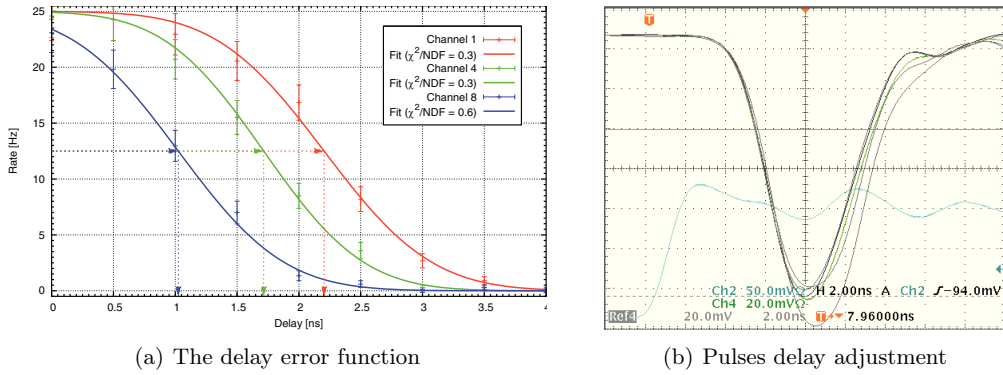 25
20
15
10
5
0
Rate [Hz]
0
0.5
1
1.5
2
2.5
3
3.5
4
Delay [ns]
Channel 1
Fit (χ²/NDF = 0.3)
Channel 4
Fit (χ²/NDF = 0.3)
Channel 8
Fit (χ²/NDF = 0.6)
T
Ch2 50.0mVΩ H 2.00ns A Ch2 -94.0mV
Ch4 20.0mVΩ
Ref4 20.0mV 2.00ns T 7.96000ns
(a) The delay error function
(b) Pulses delay adjustment